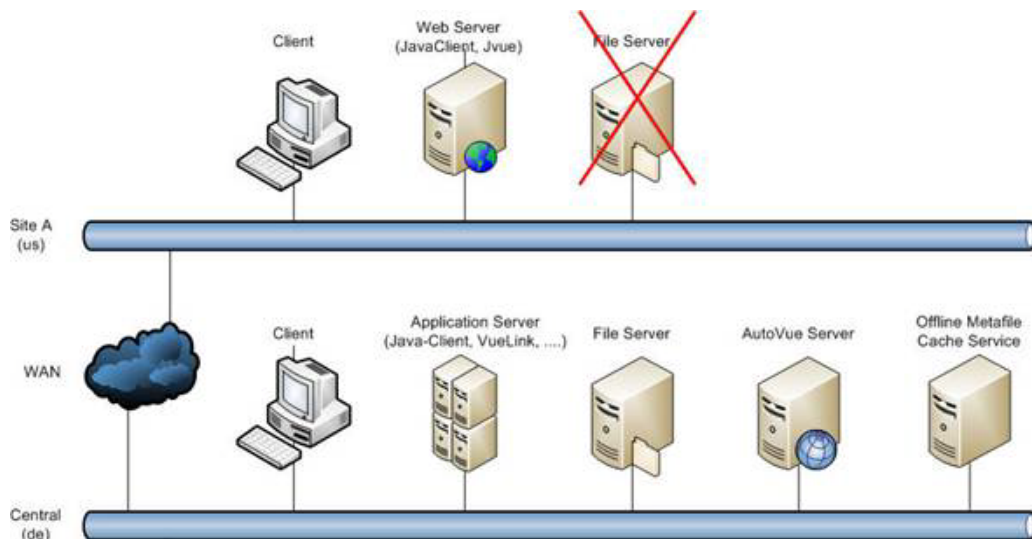 Client
Web Server
(JavaClient, Jvue)
File Server
Site A
(us)
WAN
Client
Application Server
(Java-Client, VueLink, ....)
File Server
AutoVue Server
Offline Metafile
Cache Service
Central
(de)